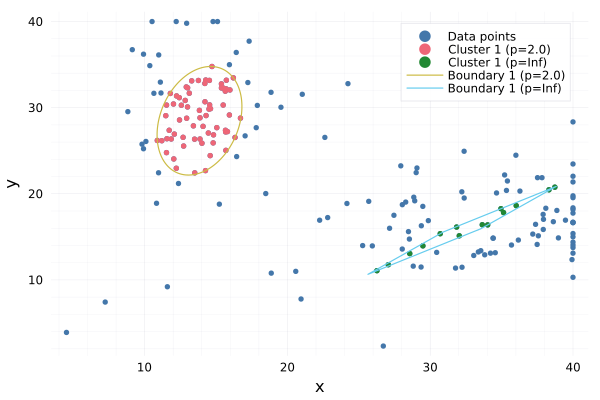 40
30
20
10
y
10
20
30
40
x
Data points
Cluster 1 (p=2.0)
Cluster 1 (p=Inf)
Boundary 1 (p=2.0)
Boundary 1 (p=Inf)